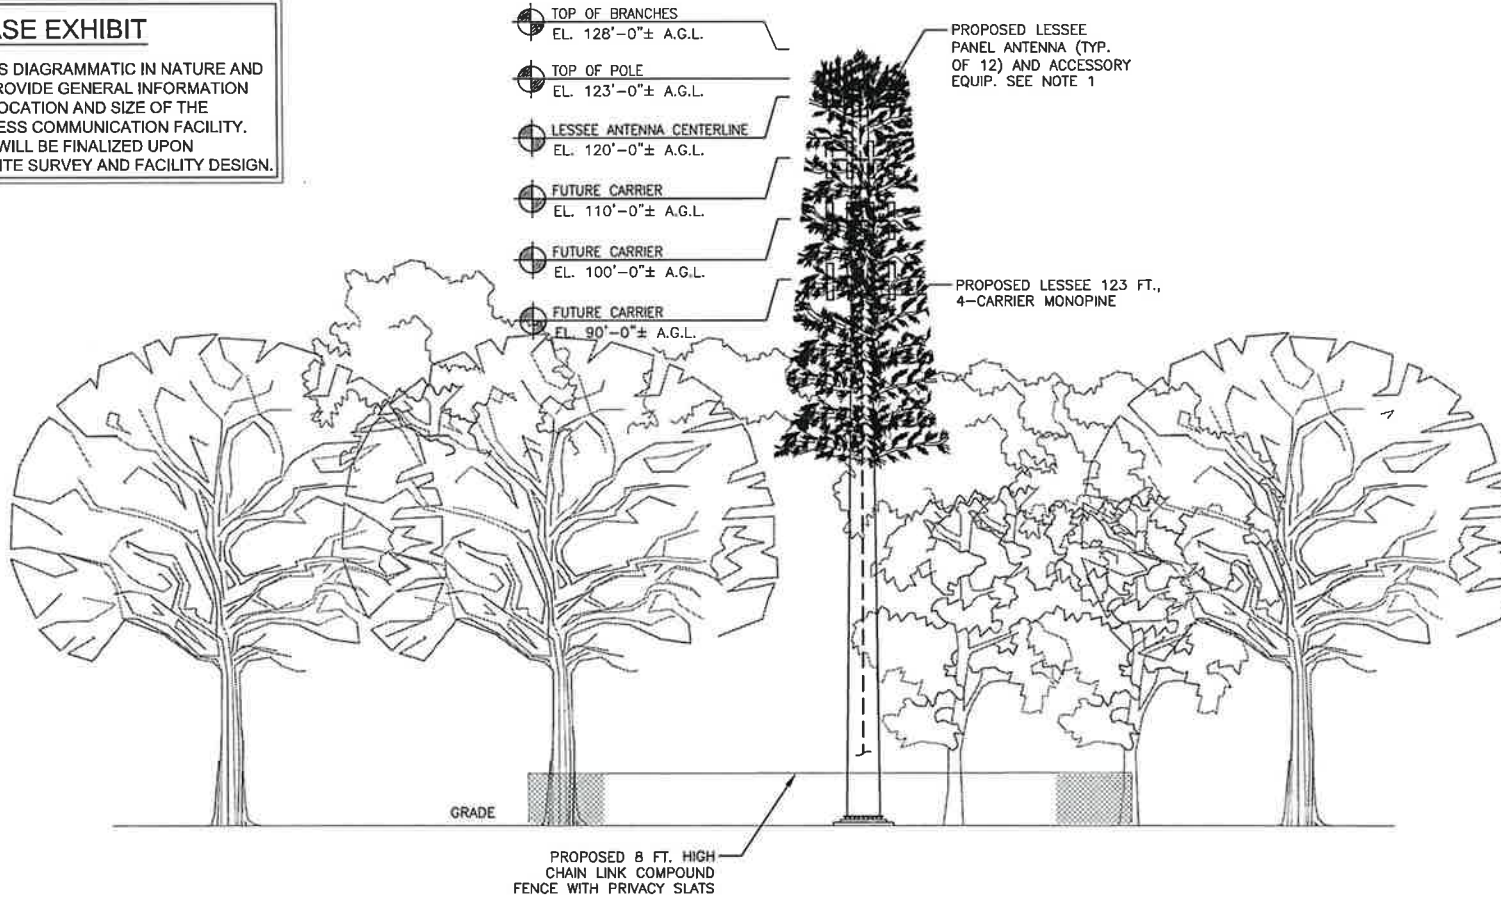 ASE EXHIBIT
S DIAGRAMMATIC IN NATURE AND
ROVIDE GENERAL INFORMATION
OCATION AND SIZE OF THE
ESS COMMUNICATION FACILITY.
WILL BE FINALIZED UPON
ITE SURVEY AND FACILITY DESIGN.
TOP OF BRANCHES
EL. 128'-0"± A.G.L.
TOP OF POLE
EL. 123'-0"± A.G.L.
LESSEE ANTENNA CENTERLINE
EL. 120'-0"± A.G.L.
FUTURE CARRIER
EL. 110'-0"± A.G.L.
FUTURE CARRIER
EL. 100'-0"± A.G.L.
FUTURE CARRIER
EL. 90'-0"± A.G.L.
PROPOSED LESSEE
PANEL ANTENNA (TYP.
OF 12) AND ACCESSORY
EQUIP. SEE NOTE 1
PROPOSED LESSEE 123 FT.,
4-CARRIER MONOPINE
GRADE
PROPOSED 8 FT. HIGH
CHAIN LINK COMPOUND
FENCE WITH PRIVACY SLATS